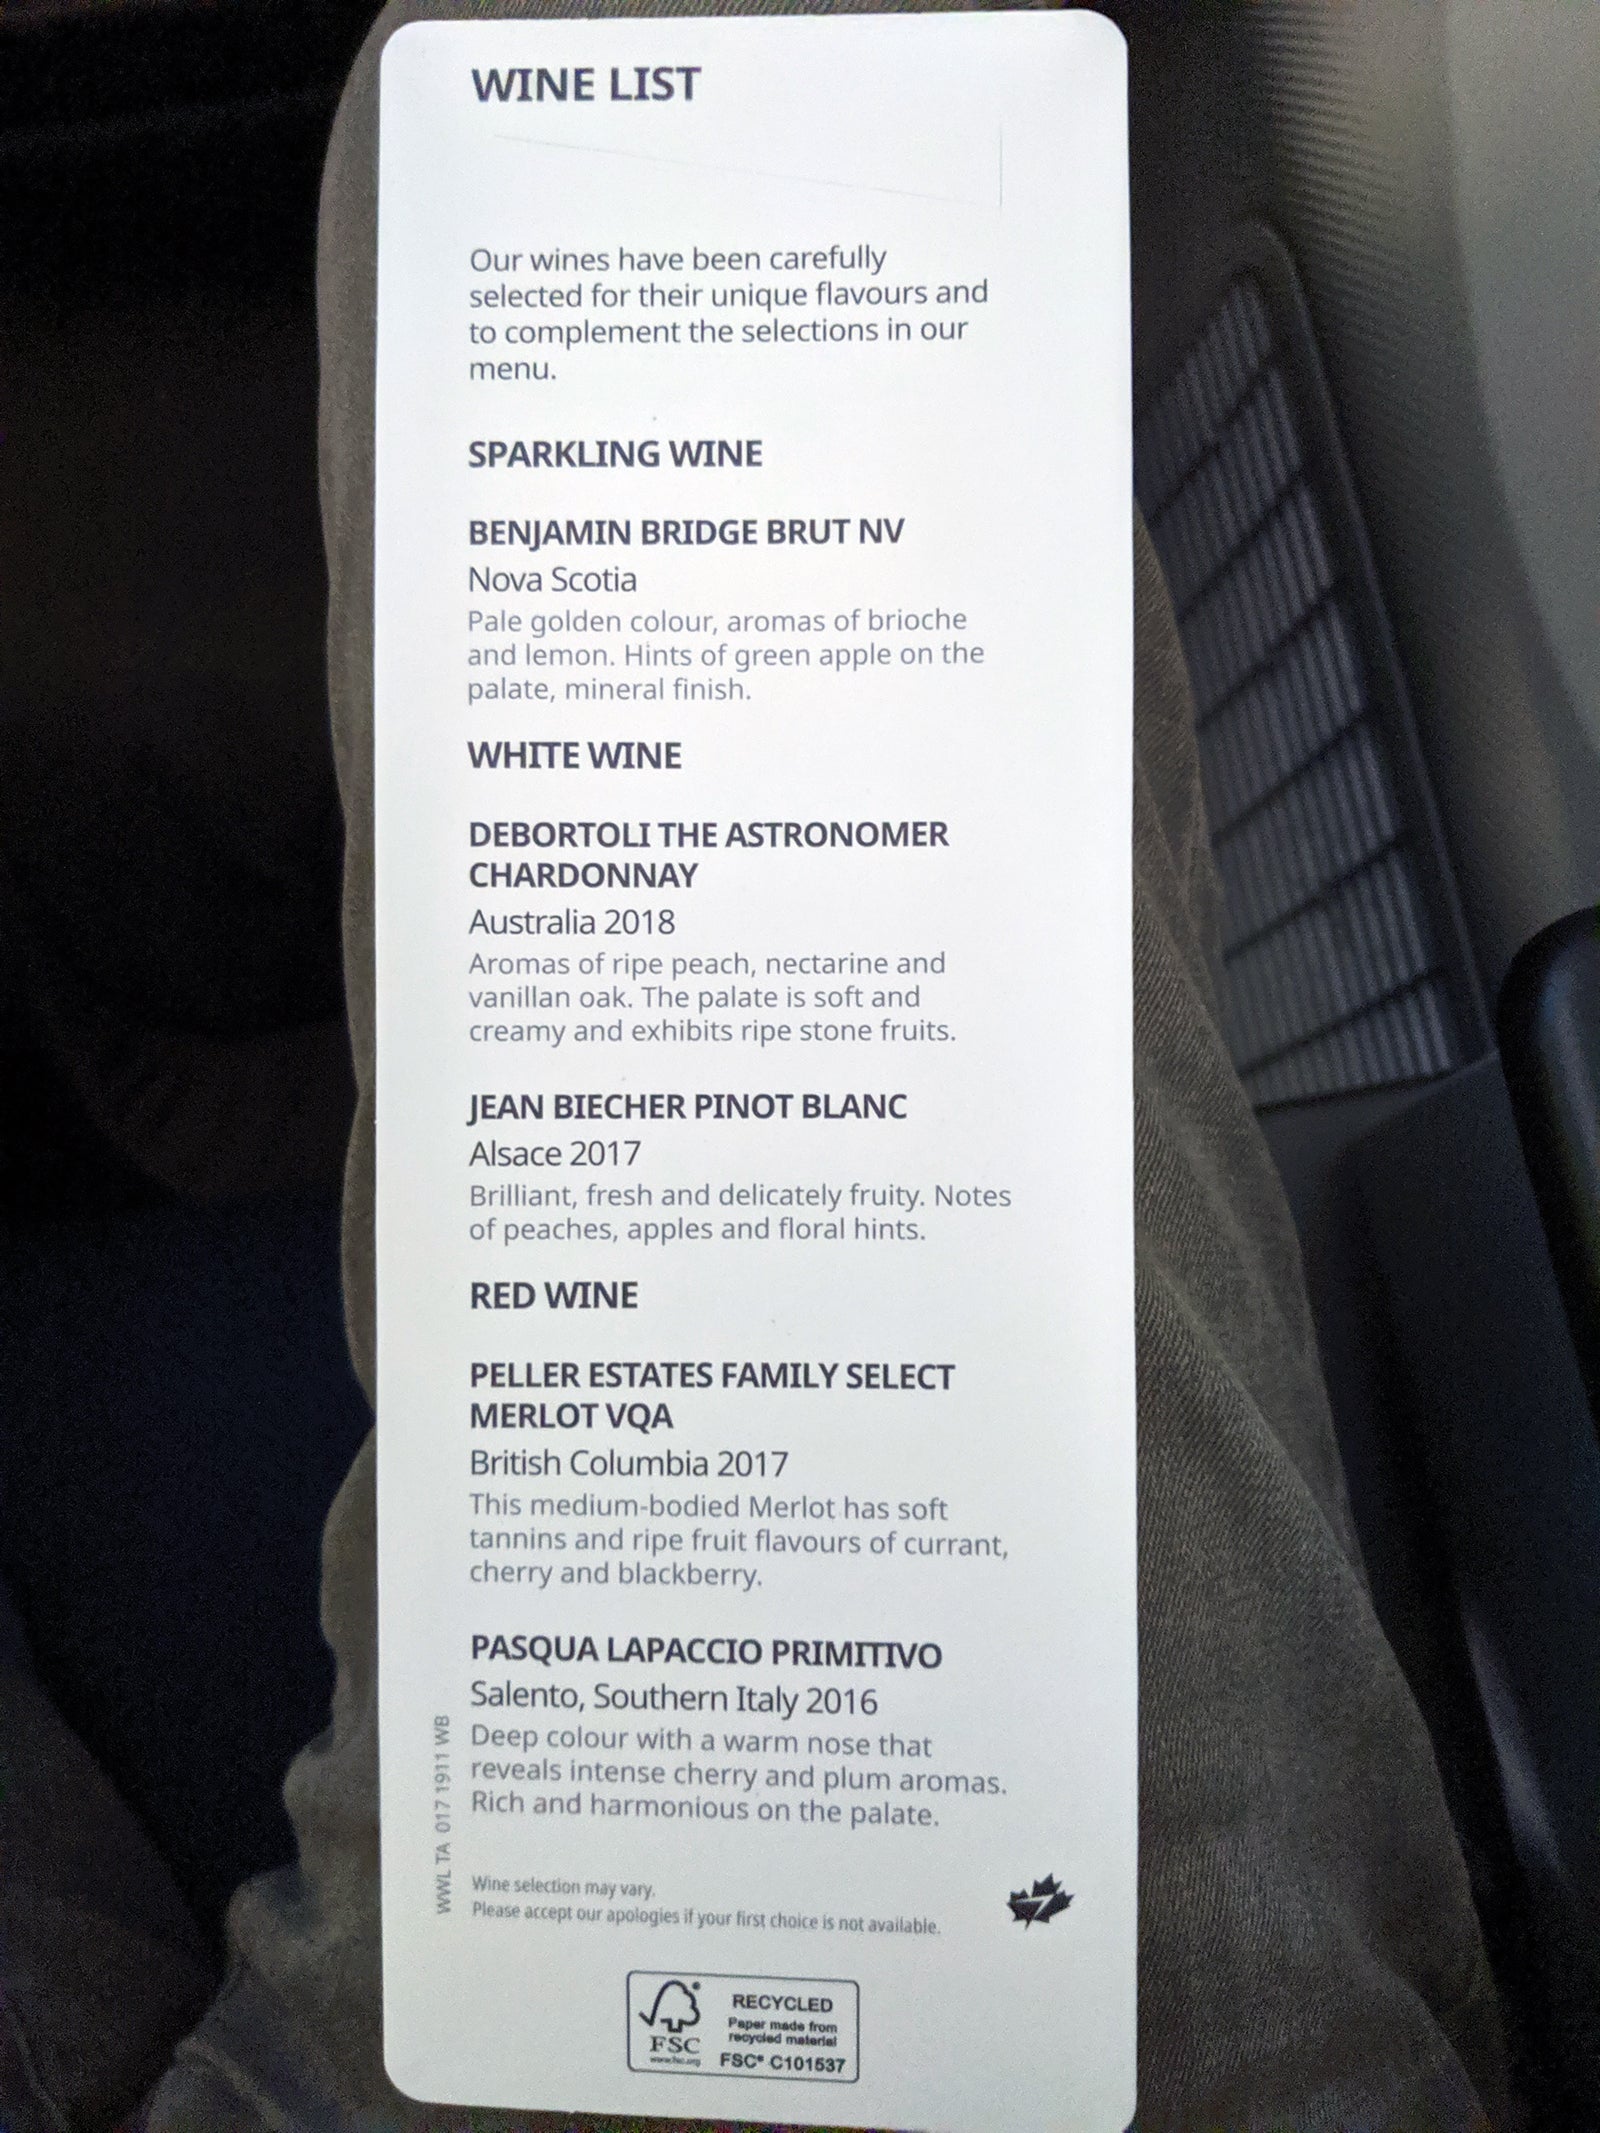 WINE LIST
Our wines have been carefully
selected for their unique flavours and
to complement the selections in our
menu.
SPARKLING WINE
BENJAMIN BRIDGE BRUT NV
Nova Scotia
Pale golden colour, aromas of brioche
and lemon. Hints of green apple on the
palate, mineral finish.
WHITE WINE
DEBORTOLI THE ASTRONOMER
CHARDONNAY
Australia 2018
Aromas of ripe peach, nectarine and
vanillan oak. The palate is soft and
creamy and exhibits ripe stone fruits.
JEAN BIECHER PINOT BLANC
Alsace 2017
Brilliant, fresh and delicately fruity. Notes
of peaches, apples and floral hints.
RED WINE
PELLER ESTATES FAMILY SELECT
MERLOT VQA
British Columbia 2017
This medium-bodied Merlot has soft
tannins and ripe fruit flavours of currant,
cherry and blackberry.
PASQUA LAPACCIO PRIMITIVO
Salento, Southern Italy 2016
Deep colour with a warm nose that
reveals intense cherry and plum aromas.
Rich and harmonious on the palate.
WWL TA 017 1911 WB
Wine selection may vary.
Please accept our apologies if your first choice is not available.
FSC
www.fsc.org
RECYCLED
Paper made from
recycled material
FSC® C101537